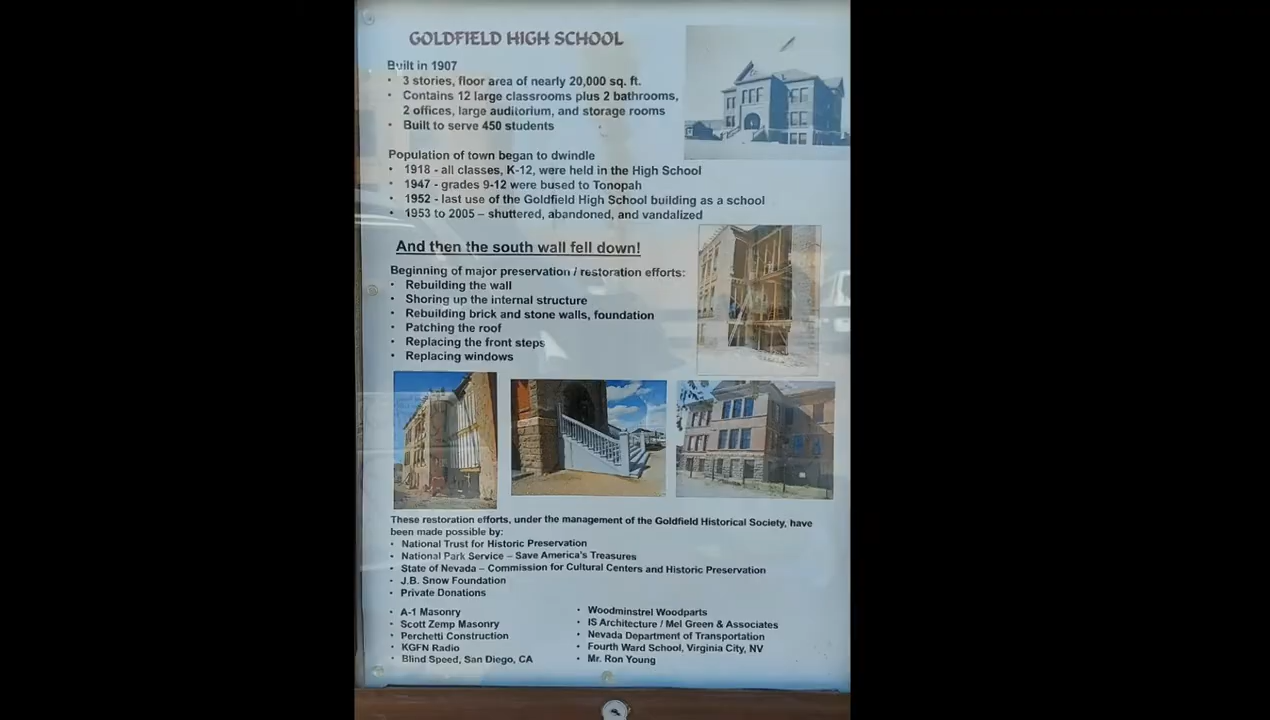 GOLDFIELD HIGH SCHOOL
Built in 1907
• 3 stories, floor area of nearly 20,000 sq. ft.
• Contains 12 large classrooms plus 2 bathrooms,
2 offices, large auditorium, and storage rooms
• Built to serve 450 students
Population of town began to dwindle
• 1918 - all classes, K-12, were held in the High School
• 1947 - grades 9-12 were bused to Tonopah
• 1952 - last use of the Goldfield High School building as a school
• 1953 to 2005 – shuttered, abandoned, and vandalized
And then the south wall fell down!
Beginning of major preservation / restoration efforts:
• Rebuilding the wall
• Shoring up the internal structure
• Rebuilding brick and stone walls, foundation
• Patching the roof
• Replacing the front steps
• Replacing windows
These restoration efforts, under the management of the Goldfield Historical Society, have
been made possible by:
• National Trust for Historic Preservation
• National Park Service – Save America's Treasures
• State of Nevada – Commission for Cultural Centers and Historic Preservation
• J.B. Snow Foundation
• Private Donations
• A-1 Masonry
• Scott Zemp Masonry
• Perchetti Construction
• KGFN Radio
• Blind Speed, San Diego, CA
• Woodminstrel Woodparts
• IS Architecture / Mel Green & Associates
• Nevada Department of Transportation
• Fourth Ward School, Virginia City, NV
• Mr. Ron Young